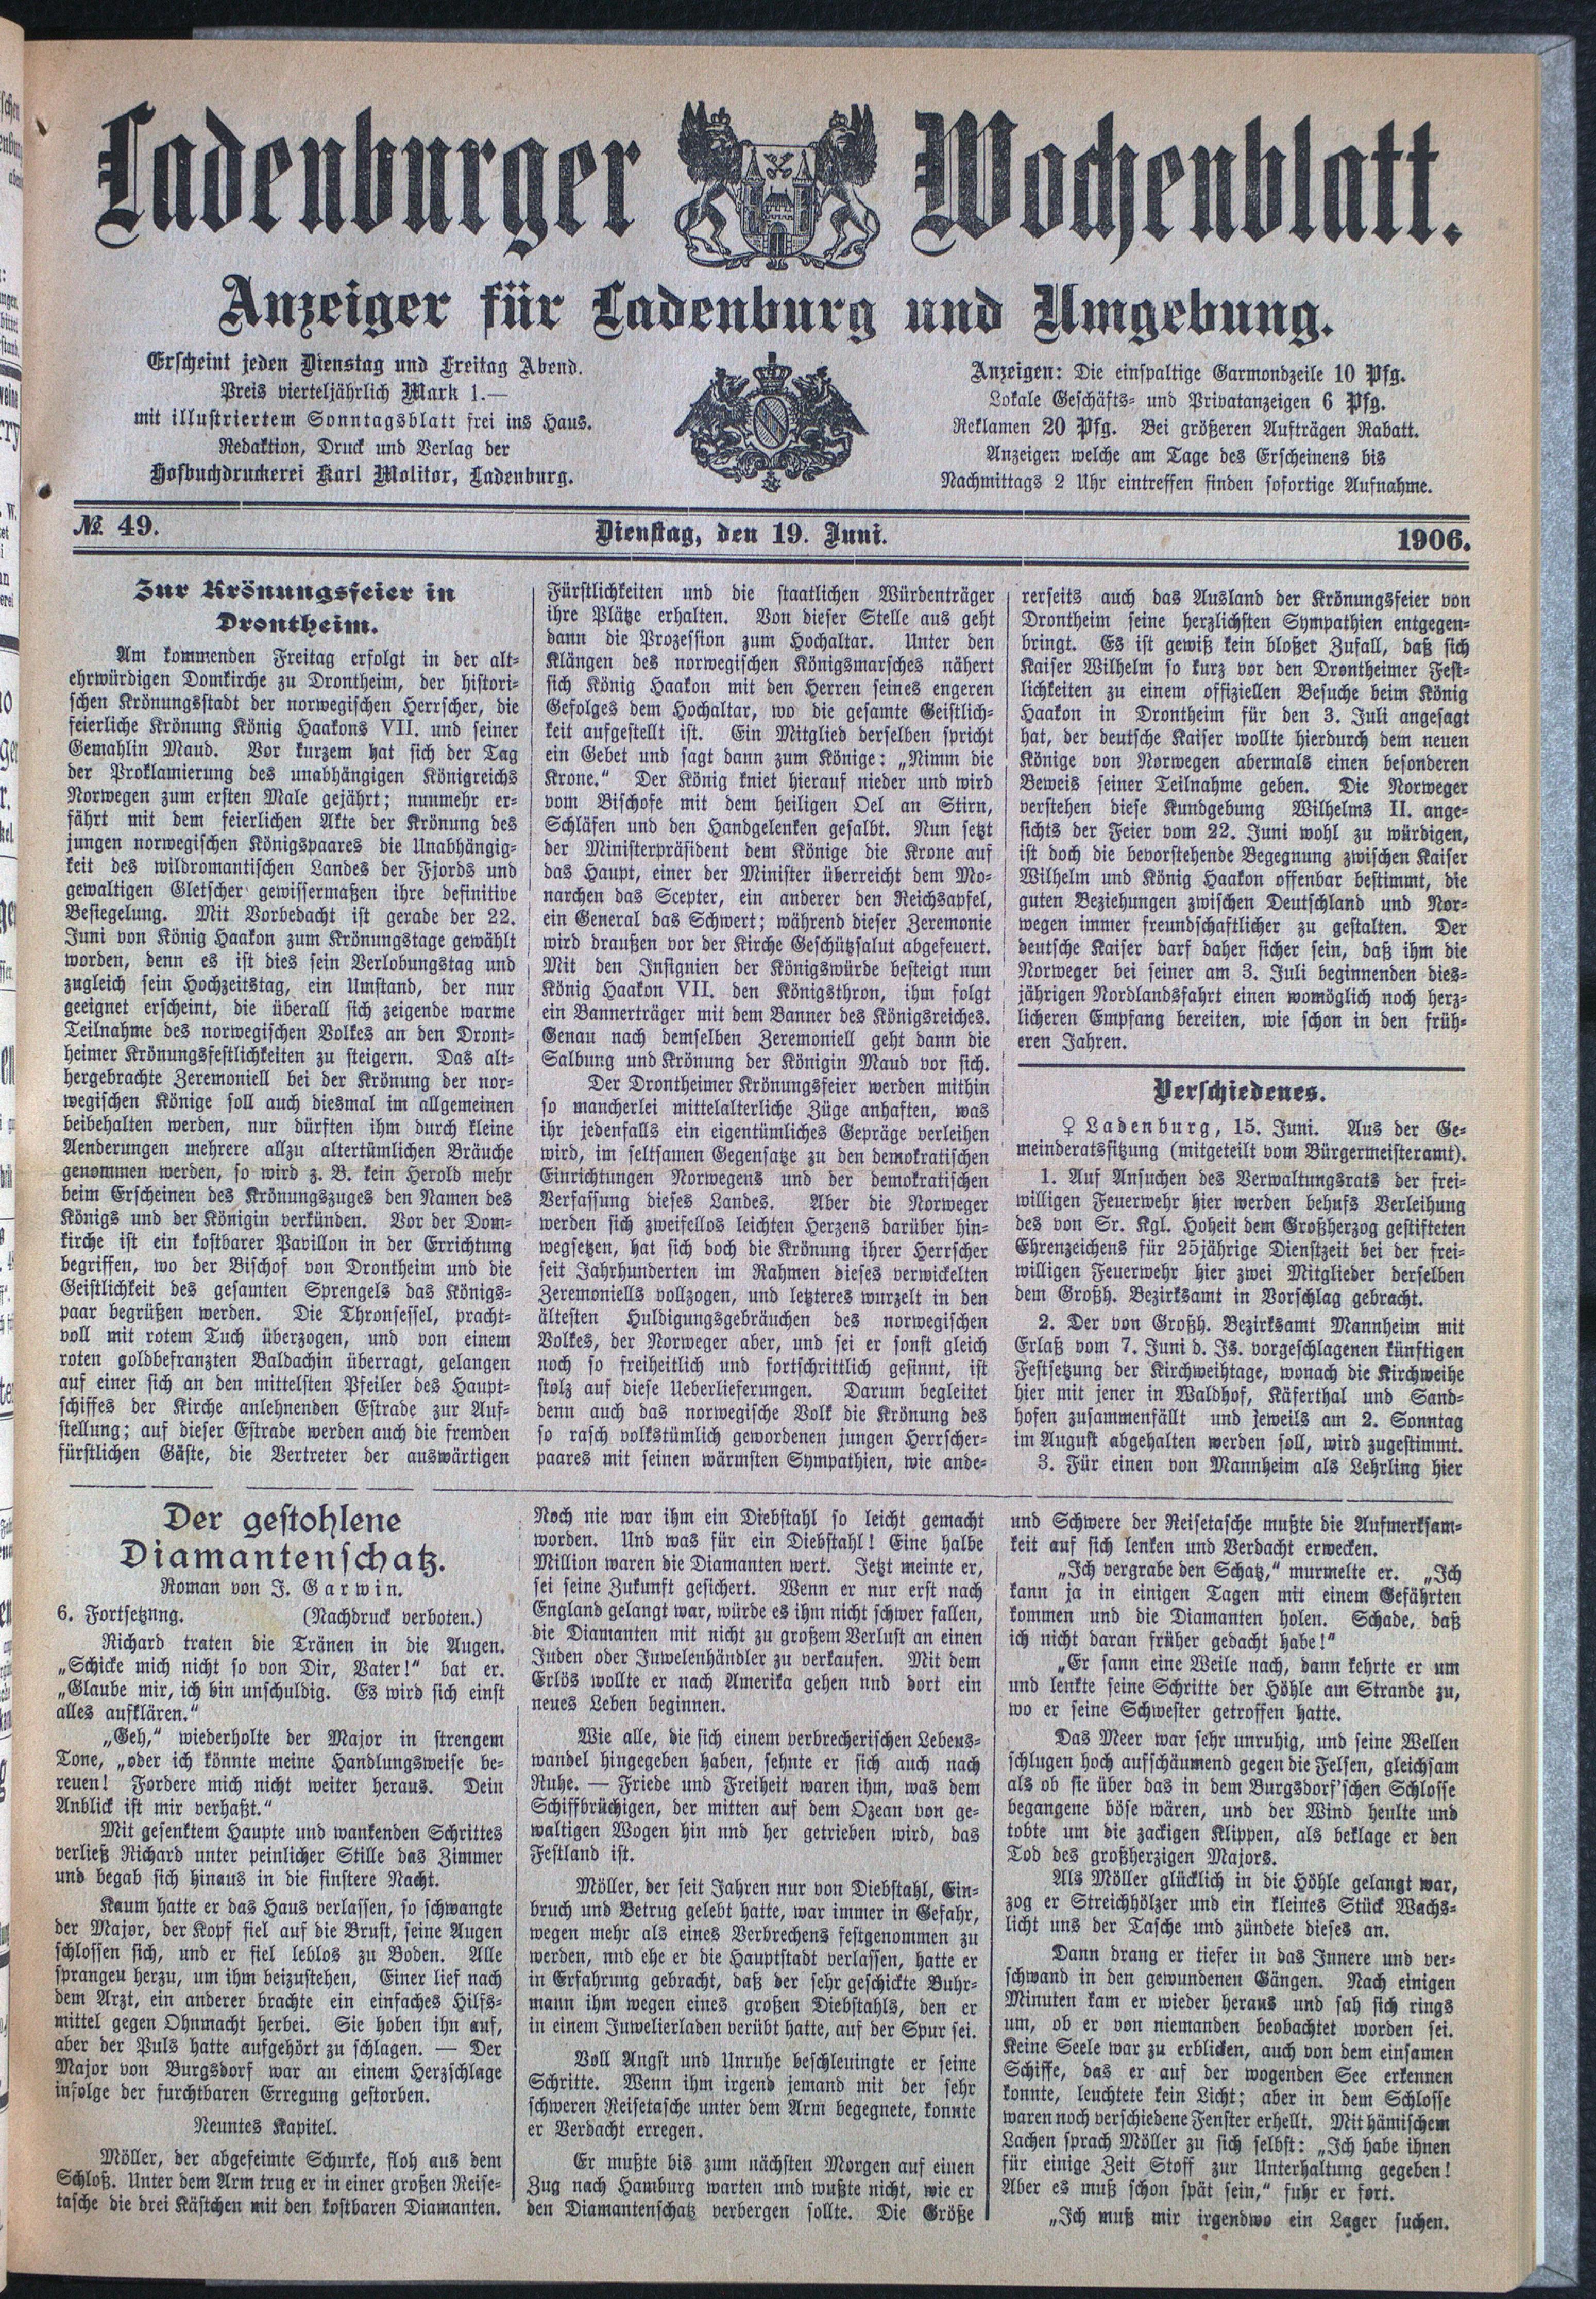 Ladenburger Wochenblatt.
Anzeiger für Ladenburg und Umgebung.
Erscheint jeden Dienstag und Freitag Abend.
Preis vierteljährlich Mark 1.—
mit illustriertem Sonntagsblatt frei ins Haus.
Redaktion, Druck und Verlag der
Hofbuchdruckerei Karl Molitor, Ladenburg.
Anzeigen: Die einspaltige Garmondzeile 10 Pfg.
Lokale Geschäfts- und Privatanzeigen 6 Pfg.
Reklamen 20 Pfg. Bei größeren Aufträgen Rabatt.
Anzeigen welche am Tage des Erscheinens bis
Nachmittags 2 Uhr eintreffen finden sofortige Aufnahme.
№ 49.
Dienstag, den 19. Juni.
1906.
Zur Krönungsfeier in
Drontheim.
Am kommenden Freitag erfolgt in der alt-
ehrwürdigen Domkirche zu Drontheim, der histori-
schen Krönungsstadt der norwegischen Herrscher, die
feierliche Krönung König Haakons VII. und seiner
Gemahlin Maud. Vor kurzem hat sich der Tag
der Proklamierung des unabhängigen Königreichs
Norwegen zum ersten Male gejährt; nunmehr er-
fährt mit dem feierlichen Akte der Krönung des
jungen norwegischen Königspaares die Unabhängig-
keit des wildromantischen Landes der Fjords und
gewaltigen Gletscher gewissermaßen ihre definitive
Besiegelung. Mit Vorbedacht ist gerade der 22.
Juni von König Haakon zum Krönungstage gewählt
worden, denn es ist dies sein Verlobungstag und
zugleich sein Hochzeitstag, ein Umstand, der nur
geeignet erscheint, die überall sich zeigende warme
Teilnahme des norwegischen Volkes an den Dront-
heimer Krönungsfestlichkeiten zu steigern. Das alt-
hergebrachte Zeremoniell bei der Krönung der nor-
wegischen Könige soll auch diesmal im allgemeinen
beibehalten werden, nur dürften ihm durch kleine
Aenderungen mehrere allzu altertümlichen Bräuche
genommen werden, so wird z. B. kein Herold mehr
beim Erscheinen des Krönungszuges den Namen des
Königs und der Königin verkünden. Vor der Dom-
kirche ist ein kostbarer Pavillon in der Errichtung
begriffen, wo der Bischof von Drontheim und die
Geistlichkeit des gesamten Sprengels das Königs-
paar begrüßen werden. Die Thronsessel, pracht-
voll mit rotem Tuch überzogen, und von einem
roten goldbefranzten Baldachin überragt, gelangen
auf einer sich an den mittelsten Pfeiler des Haupt-
schiffes der Kirche anlehnenden Estrade zur Auf-
stellung; auf dieser Estrade werden auch die fremden
fürstlichen Gäste, die Vertreter der auswärtigen
Fürstlichkeiten und die staatlichen Würdenträger
ihre Plätze erhalten. Von dieser Stelle aus geht
dann die Prozession zum Hochaltar. Unter den
Klängen des norwegischen Königsmarsches nähert
sich König Haakon mit den Herren seines engeren
Gefolges dem Hochaltar, wo die gesamte Geistlich-
keit aufgestellt ist. Ein Mitglied derselben spricht
ein Gebet und sagt dann zum Könige: „Nimm die
Krone.“ Der König kniet hierauf nieder und wird
vom Bischofe mit dem heiligen Oel an Stirn,
Schläfen und den Handgelenken gesalbt. Nun setzt
der Ministerpräsident dem Könige die Krone auf
das Haupt, einer der Minister überreicht dem Mo-
narchen das Scepter, ein anderer den Reichsapfel,
ein General das Schwert; während dieser Zeremonie
wird draußen vor der Kirche Geschützsalut abgefeuert.
Mit den Insignien der Königswürde besteigt nun
König Haakon VII. den Königsthron, ihm folgt
ein Bannerträger mit dem Banner des Königsreiches.
Genau nach demselben Zeremoniell geht dann die
Salbung und Krönung der Königin Maud vor sich.
Der Drontheimer Krönungsfeier werden mithin
so mancherlei mittelalterliche Züge anhaften, was
ihr jedenfalls ein eigentümliches Gepräge verleihen
wird, im seltsamen Gegensatze zu den demokratischen
Einrichtungen Norwegens und der demokratischen
Verfassung dieses Landes. Aber die Norweger
werden sich zweifellos leichten Herzens darüber hin-
wegsetzen, hat sich doch die Krönung ihrer Herrscher
seit Jahrhunderten im Rahmen dieses verwickelten
Zeremoniells vollzogen, und letzteres wurzelt in den
ältesten Huldigungsgebräuchen des norwegischen
Volkes, der Norweger aber, und sei er sonst gleich
noch so freiheitlich und fortschrittlich gesinnt, ist
stolz auf diese Ueberlieferungen. Darum begleitet
denn auch das norwegische Volk die Krönung des
so rasch volkstümlich gewordenen jungen Herrscher-
paares mit seinen wärmsten Sympathien, wie ande-
rerseits auch das Ausland der Krönungsfeier von
Drontheim seine herzlichsten Sympathien entgegen-
bringt. Es ist gewiß kein bloßer Zufall, daß sich
Kaiser Wilhelm so kurz vor den Drontheimer Fest-
lichkeiten zu einem offiziellen Besuche beim König
Haakon in Drontheim für den 3. Juli angesagt
hat, der deutsche Kaiser wollte hierdurch dem neuen
Könige von Norwegen abermals einen besonderen
Beweis seiner Teilnahme geben. Die Norweger
verstehen diese Kundgebung Wilhelms II. ange-
sichts der Feier vom 22. Juni wohl zu würdigen,
ist doch die bevorstehende Begegnung zwischen Kaiser
Wilhelm und König Haakon offenbar bestimmt, die
guten Beziehungen zwischen Deutschland und Nor-
wegen immer freundschaftlicher zu gestalten. Der
deutsche Kaiser darf daher sicher sein, daß ihm die
Norweger bei seiner am 3. Juli beginnenden dies-
jährigen Nordlandsfahrt einen womöglich noch herz-
licheren Empfang bereiten, wie schon in den früh-
eren Jahren.
Verschiedenes.
♀ Ladenburg, 15. Juni. Aus der Ge-
meinderatssitzung (mitgeteilt vom Bürgermeisteramt).
1. Auf Ansuchen des Verwaltungsrats der frei-
willigen Feuerwehr hier werden behufs Verleihung
des von Sr. Kgl. Hoheit dem Großherzog gestifteten
Ehrenzeichens für 25jährige Dienstzeit bei der frei-
willigen Feuerwehr hier zwei Mitglieder derselben
dem Großh. Bezirksamt in Vorschlag gebracht.
2. Der von Großh. Bezirksamt Mannheim mit
Erlaß vom 7. Juni d. Js. vorgeschlagenen künftigen
Festsetzung der Kirchweihtage, wonach die Kirchweihe
hier mit jener in Waldhof, Käferthal und Sand-
hofen zusammenfällt und jeweils am 2. Sonntag
im August abgehalten werden soll, wird zugestimmt.
3. Für einen von Mannheim als Lehrling hier
Der gestohlene
Diamantenschatz.
Roman von J. Garwin.
6. Fortsetzung. (Nachdruck verboten.)
Richard traten die Tränen in die Augen.
„Schicke mich nicht so von Dir, Vater!“ bat er.
„Glaube mir, ich bin unschuldig. Es wird sich einst
alles aufklären.“
„Geh,“ wiederholte der Major in strengem
Tone, „oder ich könnte meine Handlungsweise be-
reuen! Fordere mich nicht weiter heraus. Dein
Anblick ist mir verhaßt.“
Mit gesenktem Haupte und wankenden Schrittes
verließ Richard unter peinlicher Stille das Zimmer
und begab sich hinaus in die finstere Nacht.
Kaum hatte er das Haus verlassen, so schwangte
der Major, der Kopf fiel auf die Brust, seine Augen
schlossen sich, und er fiel leblos zu Boden. Alle
sprangen herzu, um ihm beizustehen, Einer lief nach
dem Arzt, ein anderer brachte ein einfaches Hilfs-
mittel gegen Ohnmacht herbei. Sie hoben ihn auf,
aber der Puls hatte aufgehört zu schlagen. — Der
Major von Burgsdorf war an einem Herzschlage
infolge der furchtbaren Erregung gestorben.
Neuntes Kapitel.
Möller, der abgefeimte Schurke, floh aus dem
Schloß. Unter dem Arm trug er in einer großen Reise-
tasche die drei Kästchen mit den kostbaren Diamanten.
Noch nie war ihm ein Diebstahl so leicht gemacht
worden. Und was für ein Diebstahl! Eine halbe
Million waren die Diamanten wert. Jetzt meinte er,
sei seine Zukunft gesichert. Wenn er nur erst nach
England gelangt war, würde es ihm nicht schwer fallen,
die Diamanten mit nicht zu großem Verlust an einen
Juden oder Juwelenhändler zu verkaufen. Mit dem
Erlös wollte er nach Amerika gehen nnd dort ein
neues Leben beginnen.
Wie alle, die sich einem verbrecherischen Lebens-
wandel hingegeben haben, sehnte er sich auch nach
Ruhe. — Friede und Freiheit waren ihm, was dem
Schiffbrüchigen, der mitten auf dem Ozean von ge-
waltigen Wogen hin nnd her getrieben wird, das
Festland ist.
Möller, der seit Jahren nur von Diebstahl, Ein-
bruch und Betrug gelebt hatte, war immer in Gefahr,
wegen mehr als eines Verbrechens festgenommen zu
werden, nnd ehe er die Hauptstadt verlassen, hatte er
in Erfahrung gebracht, daß der sehr geschickte Buhr-
mann ihm wegen eines großen Diebstahls, den er
in einem Juwelierladen verübt hatte, auf der Spur sei.
Voll Angst und Unruhe beschleuingte er seine
Schritte. Wenn ihm irgend jemand mit der sehr
schweren Reisetasche unter dem Arm begegnete, konnte
er Verdacht erregen.
Er mußte bis zum nächsten Morgen auf einen
Zug nach Hamburg warten und wußte nicht, wie er
den Diamantenschatz verbergen sollte. Die Größe
und Schwere der Reisetasche mußte die Aufmerksam-
keit auf sich lenken und Verdacht erwecken.
„Ich vergrabe den Schatz,“ murmelte er. „Ich
kann ja in einigen Tagen mit einem Gefährten
kommen und die Diamanten holen. Schade, daß
ich nicht daran früher gedacht habe!“
„Er sann eine Weile nach, dann kehrte er um
und lenkte seine Schritte der Höhle am Strande zu,
wo er seine Schwester getroffen hatte.
Das Meer war sehr unruhig, und seine Wellen
schlugen hoch aufschäumend gegen die Felsen, gleichsam
als ob sie über das in dem Burgsdorf’schen Schlosse
begangene böse wären, und der Wind heulte und
tobte um die zackigen Klippen, als beklage er den
Tod des großherzigen Majors.
Als Möller glücklich in die Höhle gelangt war,
zog er Streichhölzer und ein kleines Stück Wachs-
licht uns der Tasche und zündete dieses an.
Dann drang er tiefer in das Innere und ver-
schwand in den gewundenen Gängen. Nach einigen
Minuten kam er wieder heraus und sah sich rings
um, ob er von niemanden beobachtet worden sei.
Keine Seele war zu erblicken, auch von dem einsamen
Schiffe, das er auf der wogenden See erkennen
konnte, leuchtete kein Licht; aber in dem Schlosse
waren noch verschiedene Fenster erhellt. Mit hämischem
Lachen sprach Möller zu sich selbst: „Ich habe ihnen
für einige Zeit Stoff zur Unterhaltung gegeben!
Aber es muß schon spät sein,“ fuhr er fort.
„Ich muß mir irgendwo ein Lager suchen.